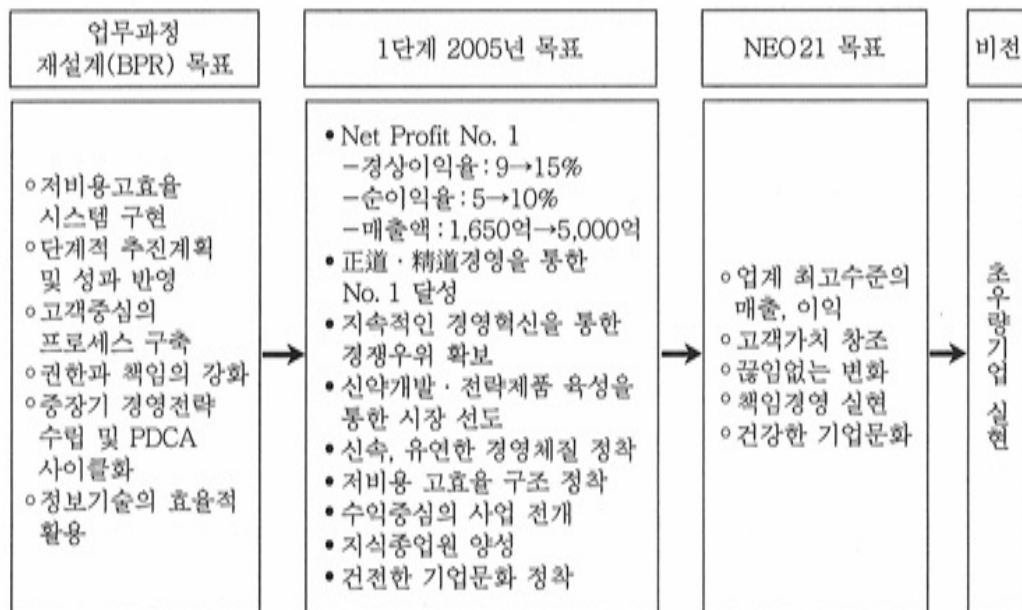 업무과정
재설계(BPR) 목표
1단계 2005년 목표
NEO 21 목표
비전
○저비용고효율
시스템 구현
○단계적 추진계획
및 성과 반영
○고객중심의
프로세스 구축
○권한과 책임의 강화
○중장기 경영전략
수립 및 PDCA
사이클화
○정보기술의 효율적
활용
• Net Profit No. 1
-경상이익율 : 9→15%
-순이익율 : 5→10%
-매출액 : 1,650억→5,000억
• 正道 · 精道경영을 통한
No. 1 달성
• 지속적인 경영혁신을 통한
경쟁우위 확보
• 신약개발 · 전략제품 육성을
통한 시장 선도
• 신속, 유연한 경영체질 정착
• 저비용 고효율 구조 정착
• 수익중심의 사업 전개
• 지식종업원 양성
• 건전한 기업문화 정착
○업계 최고수준의
매출, 이익
○고객가치 창조
○끊임없는 변화
○책임경영 실현
○건강한 기업문화
초우량기업 실현